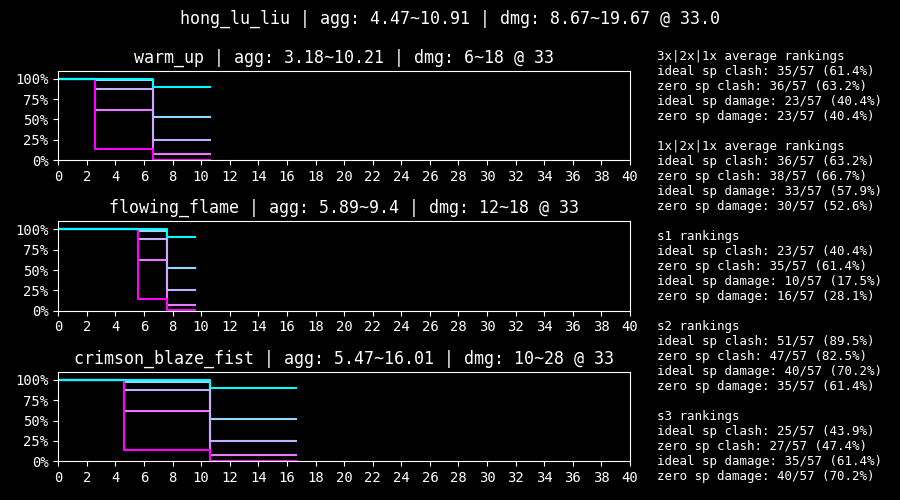 hong_lu_liu | agg: 4.47~10.91 | dmg: 8.67~19.67 @ 33.0
warm_up | agg: 3.18~10.21 | dmg: 6~18 @ 33
100%
75%
50%
25%
0%
0 2 4 6 8 10 12 14 16 18 20 22 24 26 28 30 32 34 36 38 40
flowing_flame | agg: 5.89~9.4 | dmg: 12~18 @ 33
100%
75%
50%
25%
0%
0 2 4 6 8 10 12 14 16 18 20 22 24 26 28 30 32 34 36 38 40
crimson_blaze_fist | agg: 5.47~16.01 | dmg: 10~28 @ 33
100%
75%
50%
25%
0%
0 2 4 6 8 10 12 14 16 18 20 22 24 26 28 30 32 34 36 38 40
3x|2x|1x average rankings
ideal sp clash: 35/57 (61.4%)
zero sp clash: 36/57 (63.2%)
ideal sp damage: 23/57 (40.4%)
zero sp damage: 23/57 (40.4%)
1x|2x|1x average rankings
ideal sp clash: 36/57 (63.2%)
zero sp clash: 38/57 (66.7%)
ideal sp damage: 33/57 (57.9%)
zero sp damage: 30/57 (52.6%)
s1 rankings
ideal sp clash: 23/57 (40.4%)
zero sp clash: 35/57 (61.4%)
ideal sp damage: 10/57 (17.5%)
zero sp damage: 16/57 (28.1%)
s2 rankings
ideal sp clash: 51/57 (89.5%)
zero sp clash: 47/57 (82.5%)
ideal sp damage: 40/57 (70.2%)
zero sp damage: 35/57 (61.4%)
s3 rankings
ideal sp clash: 25/57 (43.9%)
zero sp clash: 27/57 (47.4%)
ideal sp damage: 35/57 (61.4%)
zero sp damage: 40/57 (70.2%)